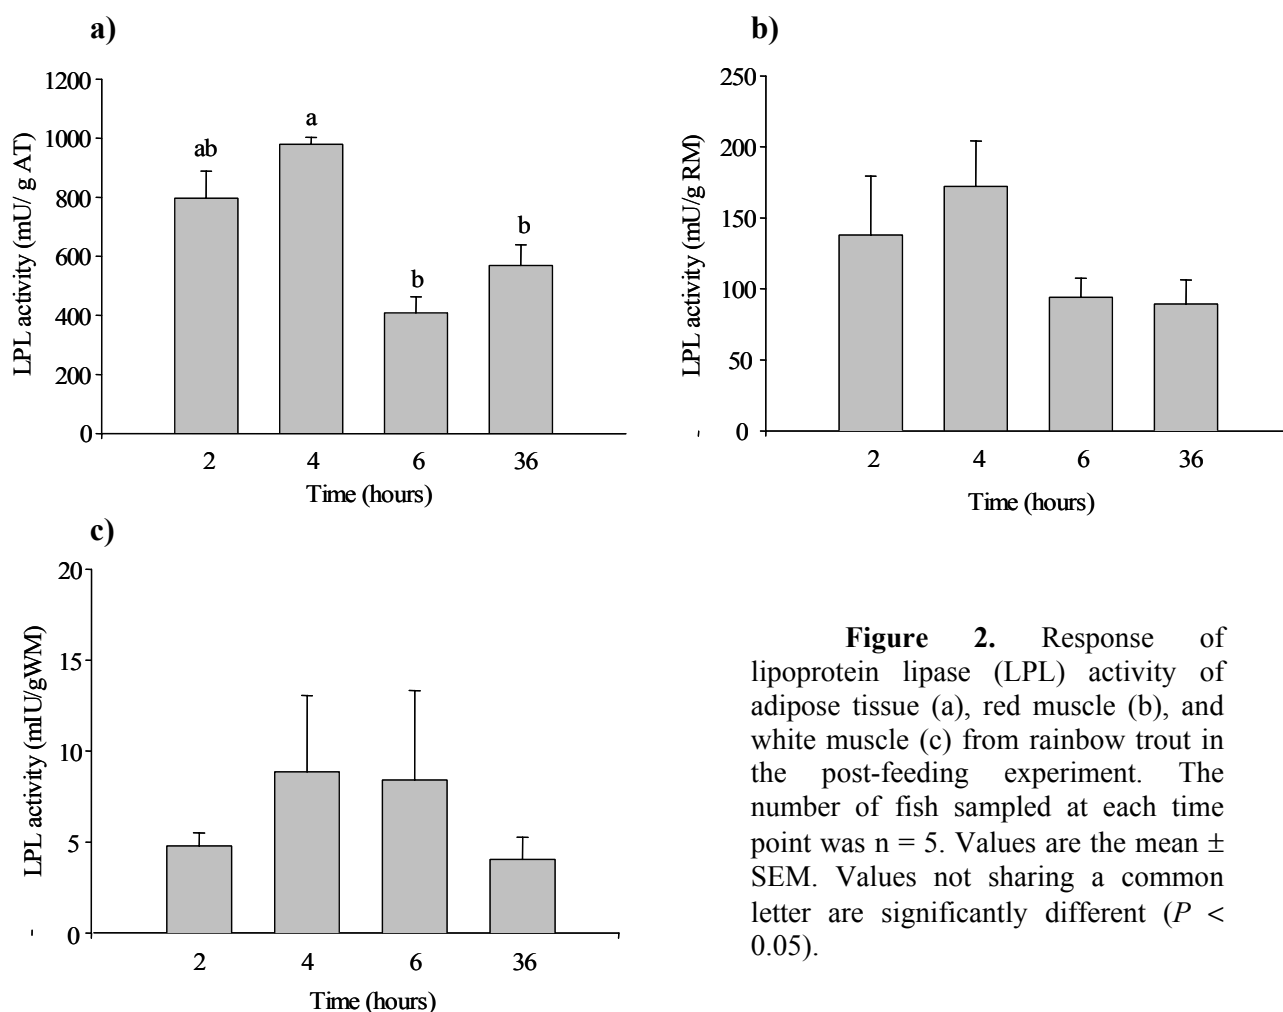 a)
1200
1000
800
600
400
200
0
LPL activity (mU/ g AT)
ab
a
b
b
2 4 6 36
Time (hours)
b)
250
200
150
100
50
0
-
LPL activity (mU/g RM)
2 4 6 36
Time (hours)
c)
20
15
10
5
0
-
LPL activity (mIU/gWM)
2 4 6 36
Time (hours)
Figure 2. Response of
lipoprotein lipase (LPL) activity of
adipose tissue (a), red muscle (b), and
white muscle (c) from rainbow trout in
the post-feeding experiment. The
number of fish sampled at each time
point was n = 5. Values are the mean ±
SEM. Values not sharing a common
letter are significantly different (P <
0.05).